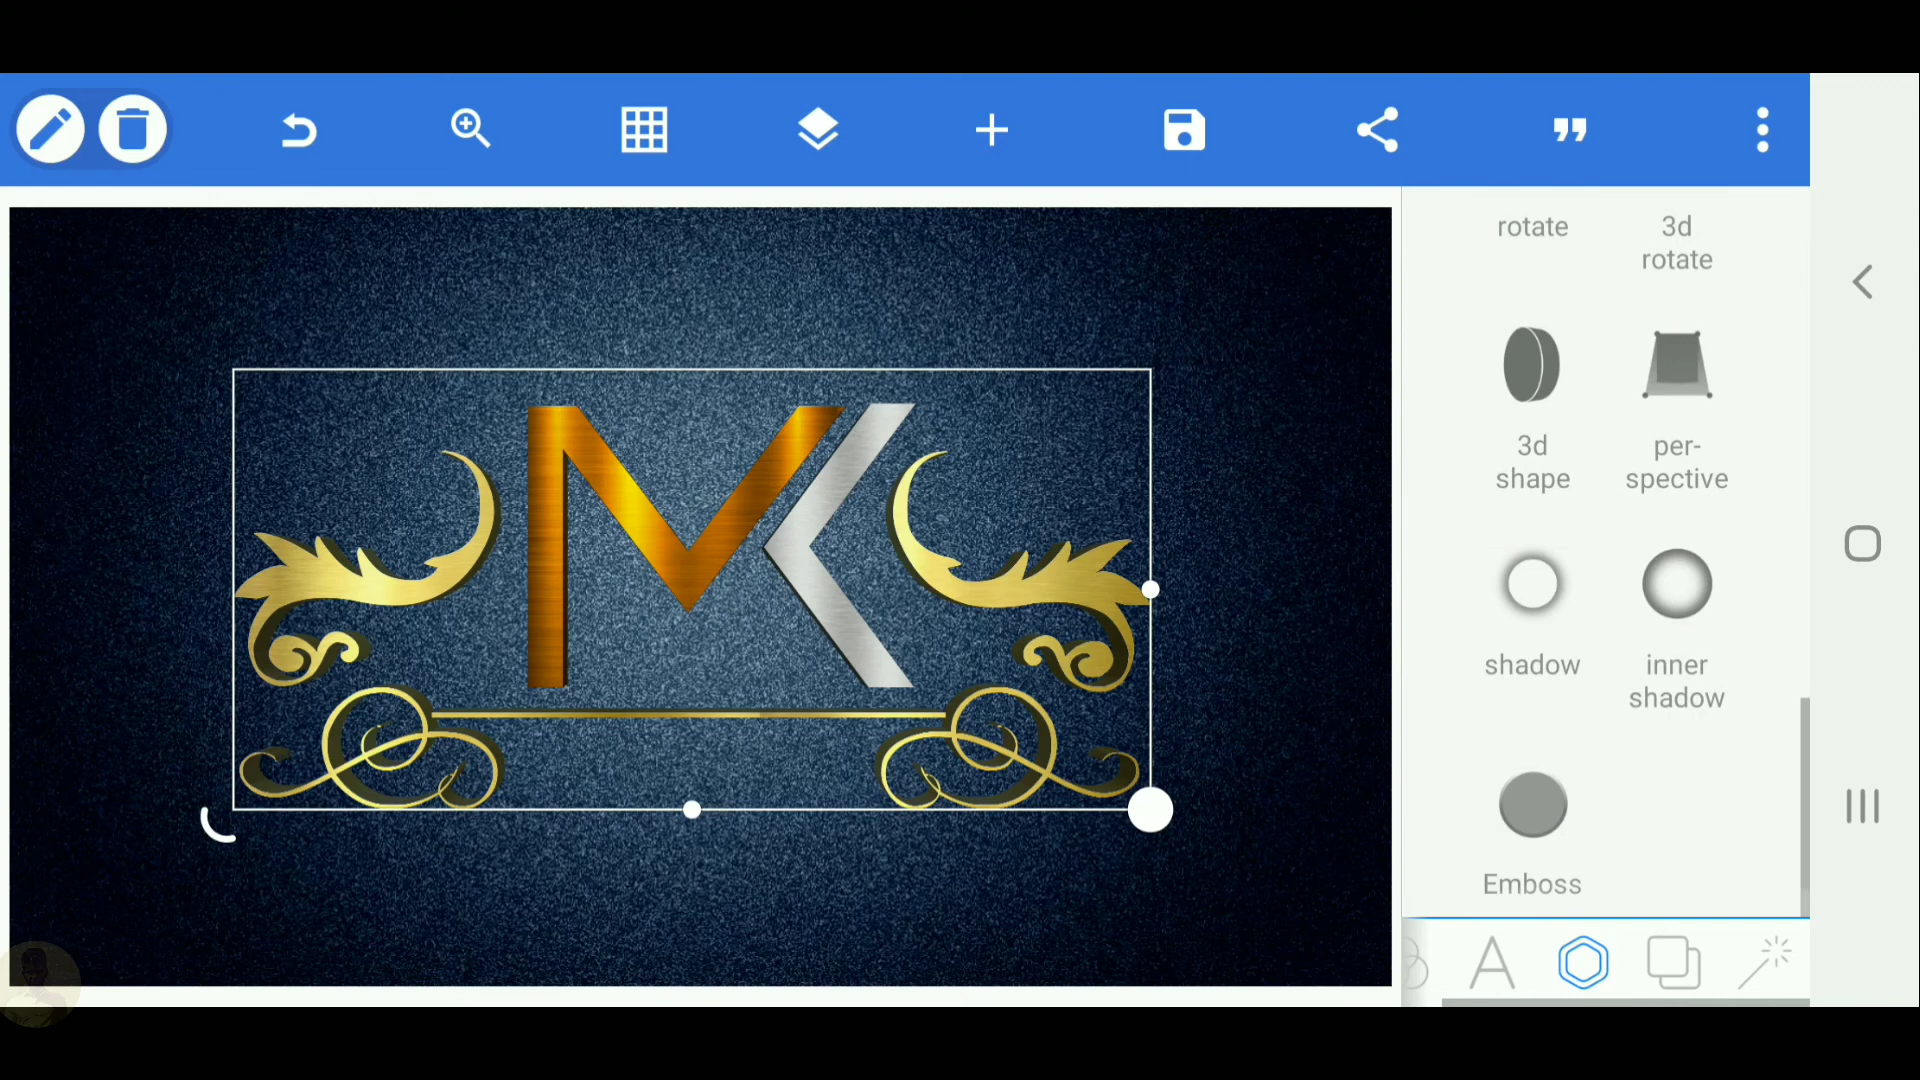 rotate
3d
rotate
MK
3d
shape
per-
spective
shadow
inner
shadow
Emboss